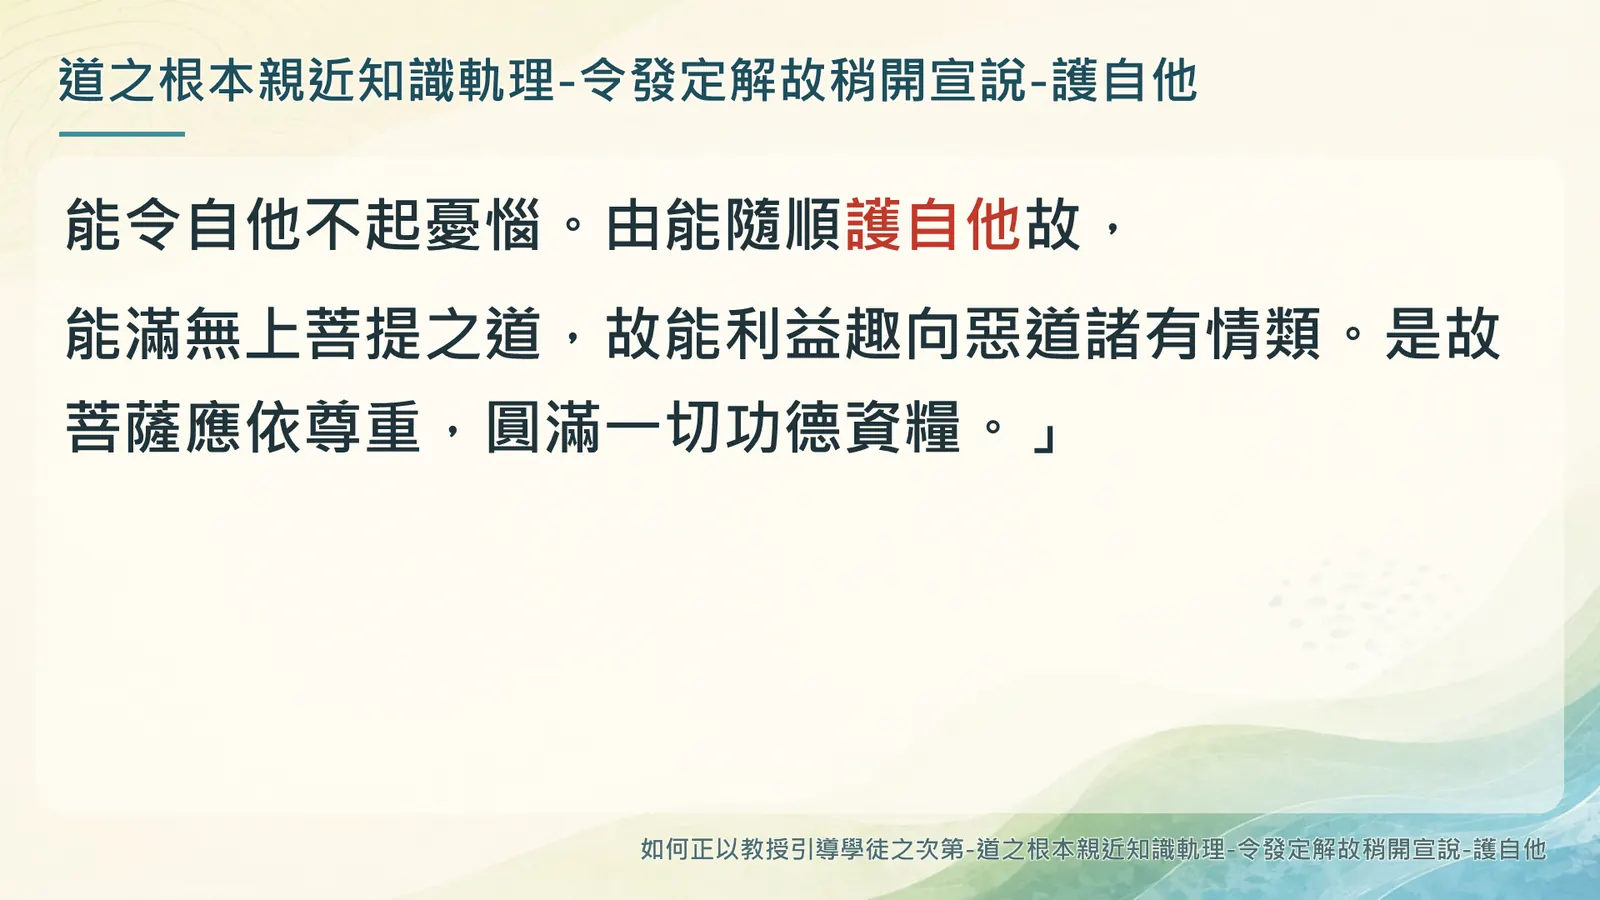 道之根本親近知識軌理-令發定解故稍開宣說-護自他
能令自他不起憂惱。由能隨順護自他故，
能滿無上菩提之道，故能利益趣向惡道諸有情類。是故
菩薩應依尊重，圓滿一切功德資糧。」
如何正以教授引導學徒之次第-道之根本親近知識軌理-令發定解故稍開宣說-護自他